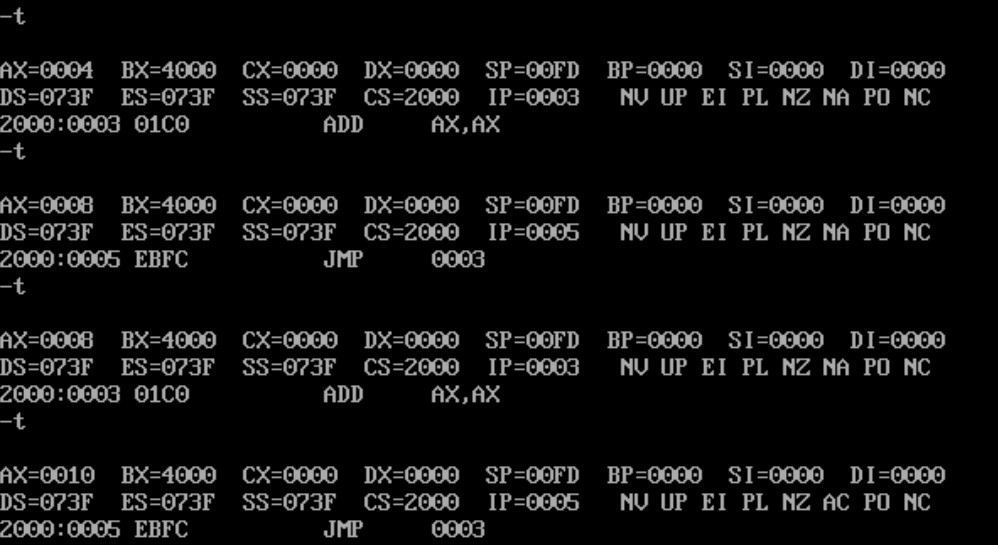 -t
AX=0004 BX=4000 CX=0000 DX=0000 SP=00FD BP=0000 SI=0000 DI=0000
DS=073F ES=073F SS=073F CS=2000 IP=0003 NV UP EI PL NZ NA PO NC
2000:0003 01C0 ADD AX,AX
-t
AX=0008 BX=4000 CX=0000 DX=0000 SP=00FD BP=0000 SI=0000 DI=0000
DS=073F ES=073F SS=073F CS=2000 IP=0005 NV UP EI PL NZ NA PO NC
2000:0005 EBFC JMP 0003
-t
AX=0008 BX=4000 CX=0000 DX=0000 SP=00FD BP=0000 SI=0000 DI=0000
DS=073F ES=073F SS=073F CS=2000 IP=0003 NV UP EI PL NZ NA PO NC
2000:0003 01C0 ADD AX,AX
-t
AX=0010 BX=4000 CX=0000 DX=0000 SP=00FD BP=0000 SI=0000 DI=0000
DS=073F ES=073F SS=073F CS=2000 IP=0005 NV UP EI PL NZ AC PO NC
2000:0005 EBFC JMP 0003